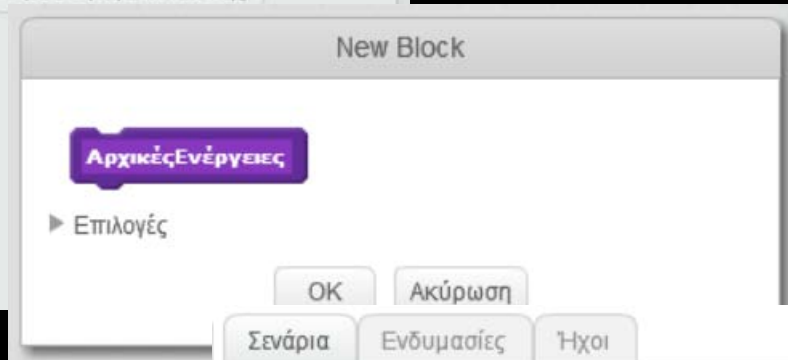 New Block
ΑρχικέςΕνέργειες
Επιλογές
OK Ακύρωση
Σενάρια Ενδυμασίες Ήχοι